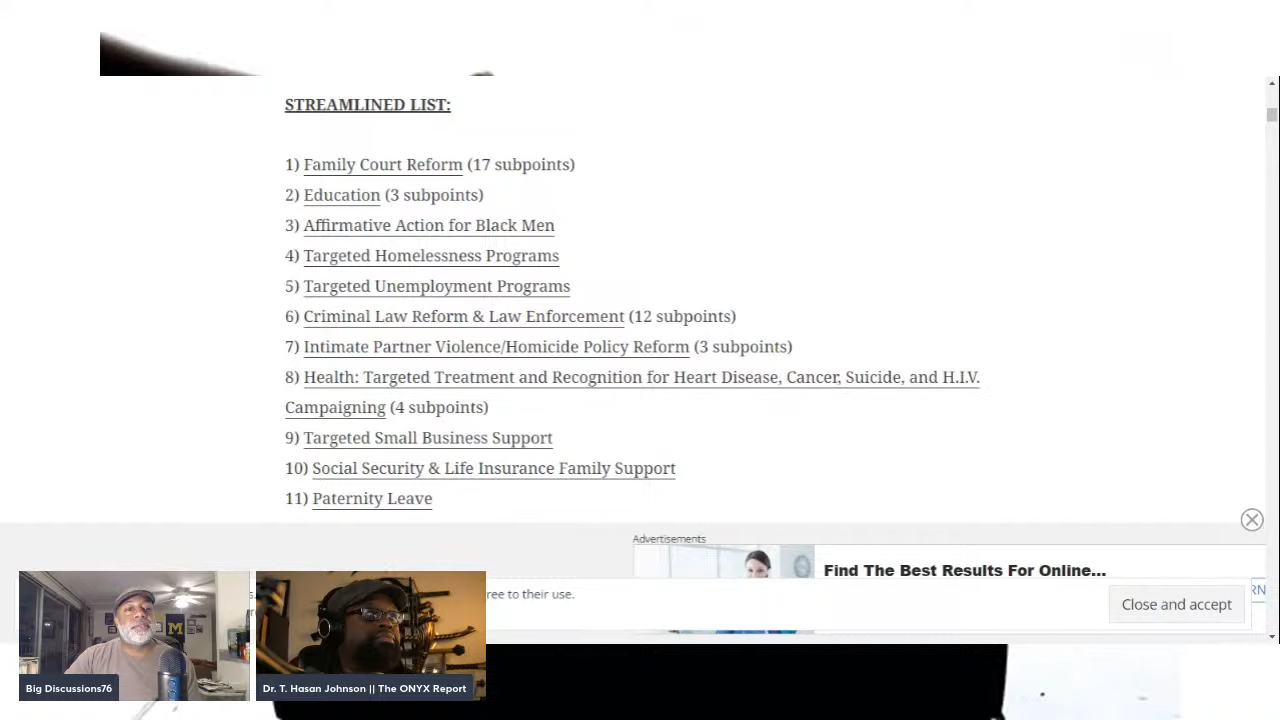 STREAMLINED LIST:
1) Family Court Reform (17 subpoints)
2) Education (3 subpoints)
3) Affirmative Action for Black Men
4) Targeted Homelessness Programs
5) Targeted Unemployment Programs
6) Criminal Law Reform & Law Enforcement (12 subpoints)
7) Intimate Partner Violence/Homicide Policy Reform (3 subpoints)
8) Health: Targeted Treatment and Recognition for Heart Disease, Cancer, Suicide, and H.I.V.
Campaigning (4 subpoints)
9) Targeted Small Business Support
10) Social Security & Life Insurance Family Support
11) Paternity Leave
Advertisements
Find The Best Results For Online...
to their use.
Close and accept
M
Big Discussions76
Dr. T. Hasan Johnson || The ONYX Report